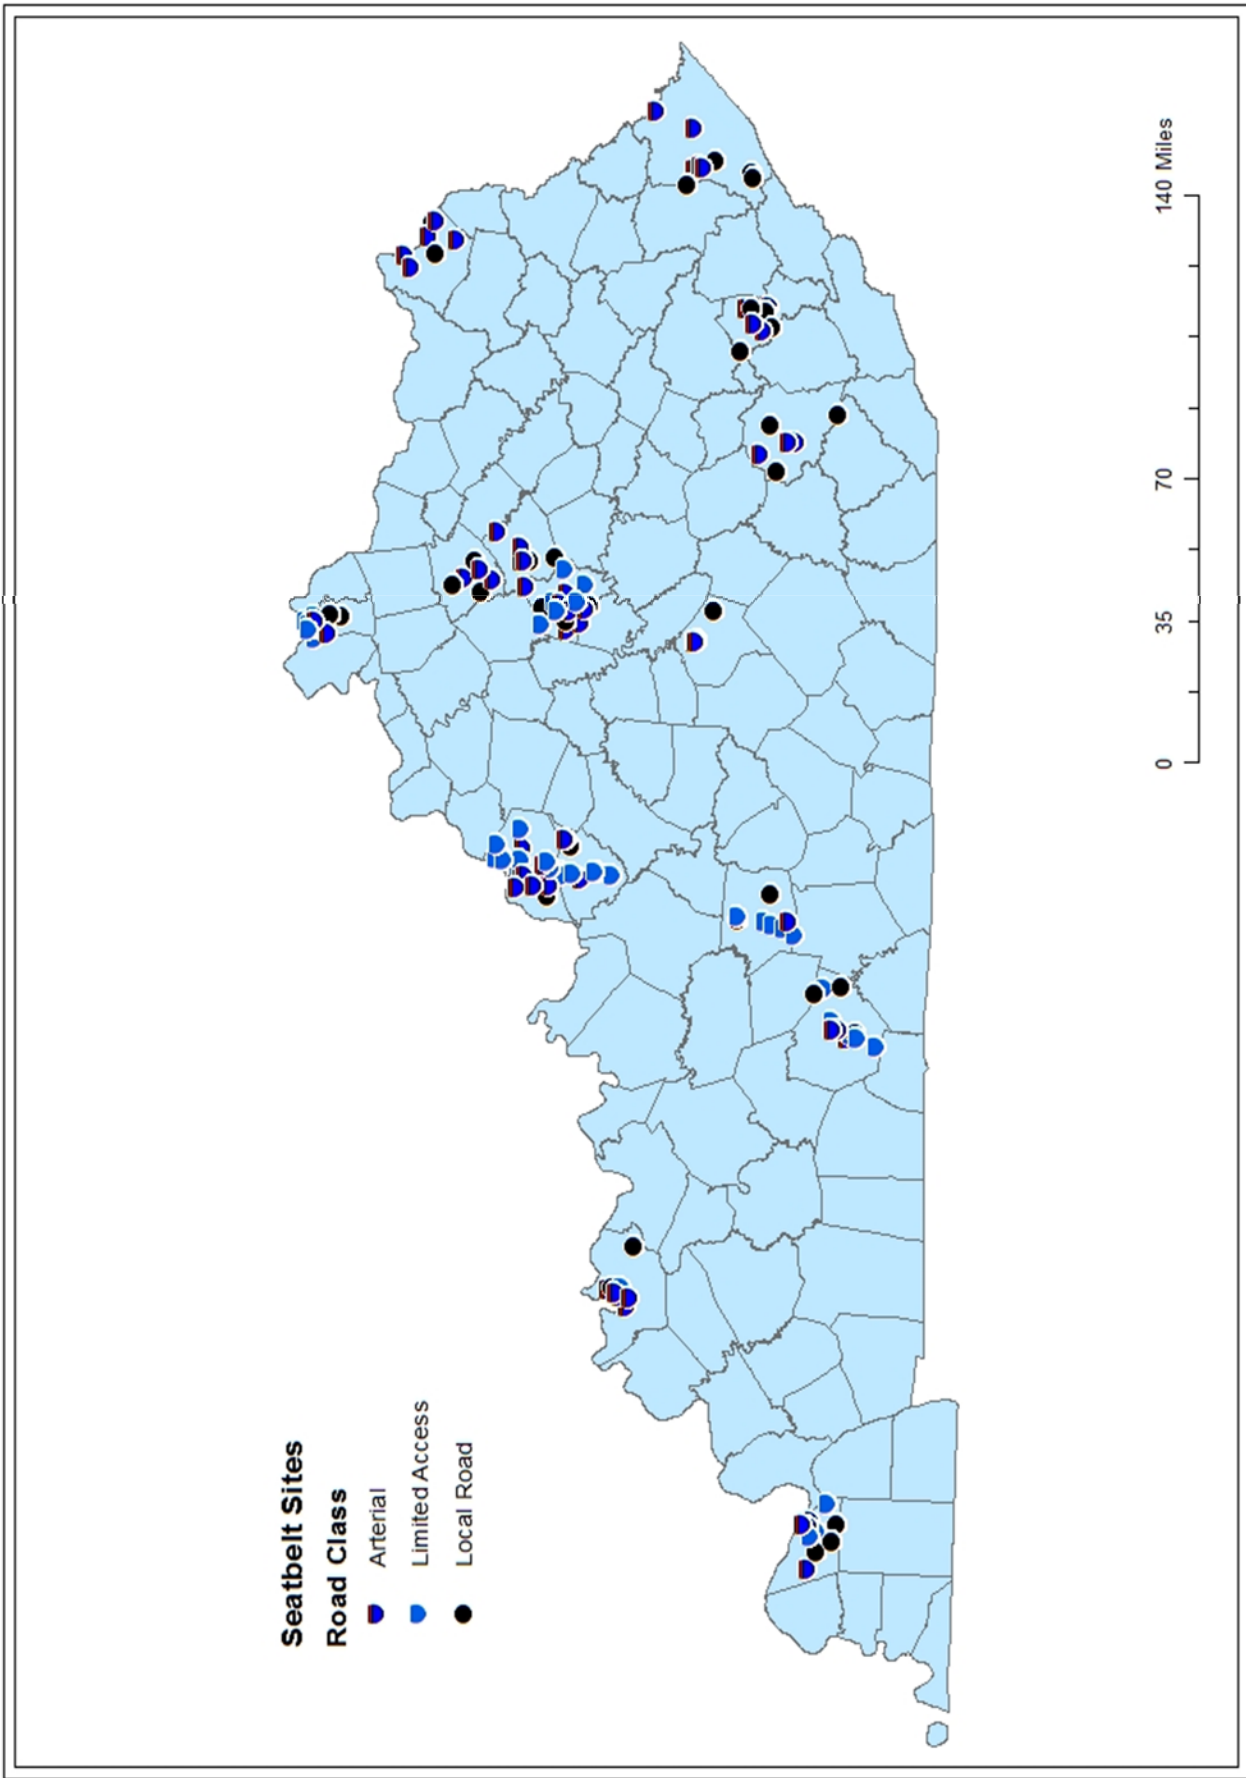 Seatbelt Sites
Road Class
Arterial
Limited Access
Local Road
0 35 70 140 Miles